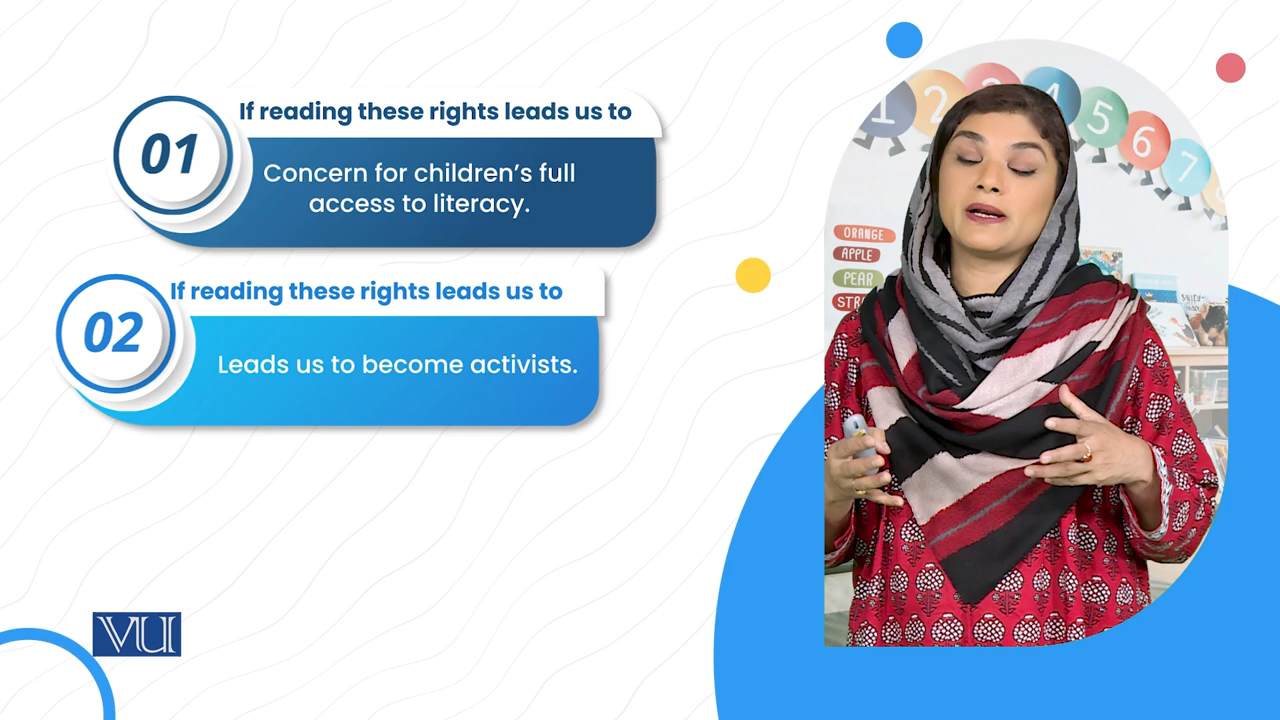 01
If reading these rights leads us to
Concern for children’s full
access to literacy.
02
If reading these rights leads us to
Leads us to become activists.
VU
1 2 3 4 5 6 7
ORANGE
APPLE
PEAR